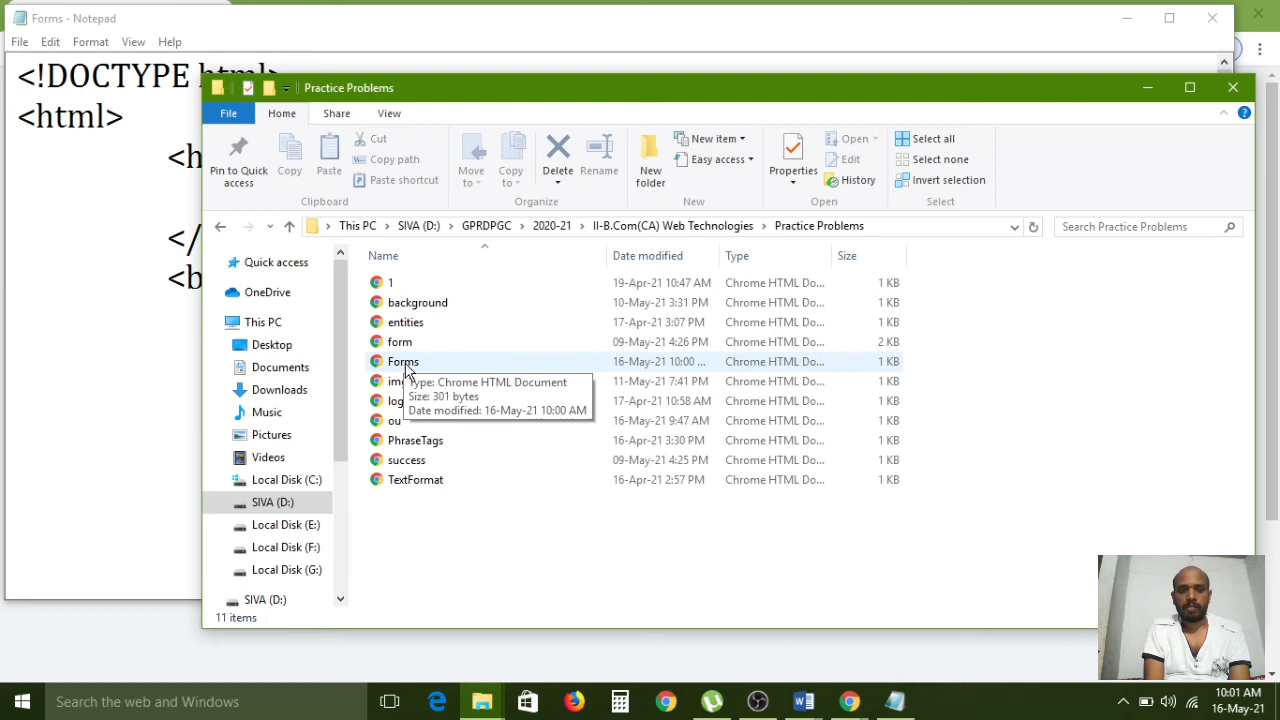 Forms - Notepad
File Edit Format View Help
<!DOCTYPE html>
<html>
<h
</
<b
Practice Problems
File Home Share View
Pin to Quick access
Copy
Paste
Cut
Copy path
Paste shortcut
Clipboard
Move to
Copy to
Delete
Rename
Organize
New folder
New item
Easy access
New
Properties
Open
Edit
History
Open
Select all
Select none
Invert selection
Select
This PC SIVA (D:) GPRDPGC 2020-21 II-B.Com(CA) Web Technologies Practice Problems
Search Practice Problems
Quick access
OneDrive
This PC
Desktop
Documents
Downloads
Music
Pictures
Videos
Local Disk (C:)
SIVA (D:)
Local Disk (E:)
Local Disk (F:)
Local Disk (G:)
SIVA (D:)
Name Date modified Type Size
1 19-Apr-21 10:47 AM Chrome HTML Do... 1 KB
background 10-May-21 3:31 PM Chrome HTML Do... 1 KB
entities 17-Apr-21 3:07 PM Chrome HTML Do... 1 KB
form 09-May-21 4:26 PM Chrome HTML Do... 2 KB
Forms 16-May-21 10:00 ... Chrome HTML Do... 1 KB
11-May-21 7:41 PM Chrome HTML Do... 1 KB
17-Apr-21 10:58 AM Chrome HTML Do... 1 KB
16-May-21 9:47 AM Chrome HTML Do... 1 KB
PhraseTags 16-Apr-21 3:30 PM Chrome HTML Do... 1 KB
success 09-May-21 4:25 PM Chrome HTML Do... 1 KB
TextFormat 16-Apr-21 2:57 PM Chrome HTML Do... 1 KB
Type: Chrome HTML Document
Size: 301 bytes
Date modified: 16-May-21 10:00 AM
11 items
Search the web and Windows
10:01 AM
16-May-21